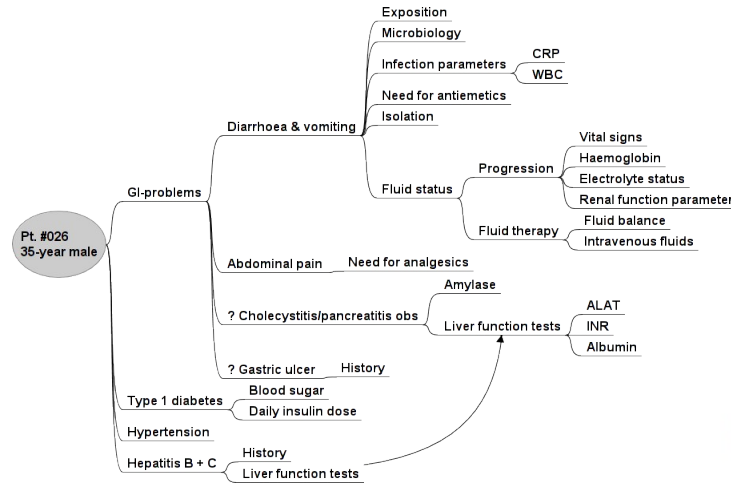 Exposition
Microbiology
Infection parameters
CRP
WBC
Need for antiemetics
Isolation
Diarrhoea & vomiting
Fluid status
Progression
Vital signs
Haemoglobin
Electrolyte status
Renal function parameter
Fluid therapy
Fluid balance
Intravenous fluids
GI-problems
Pt. #026
35-year male
Abdominal pain
Need for analgesics
? Cholecystitis/pancreatitis obs
Amylase
Liver function tests
ALAT
INR
Albumin
? Gastric ulcer
History
Type 1 diabetes
Blood sugar
Daily insulin dose
Hypertension
Hepatitis B + C
History
Liver function tests